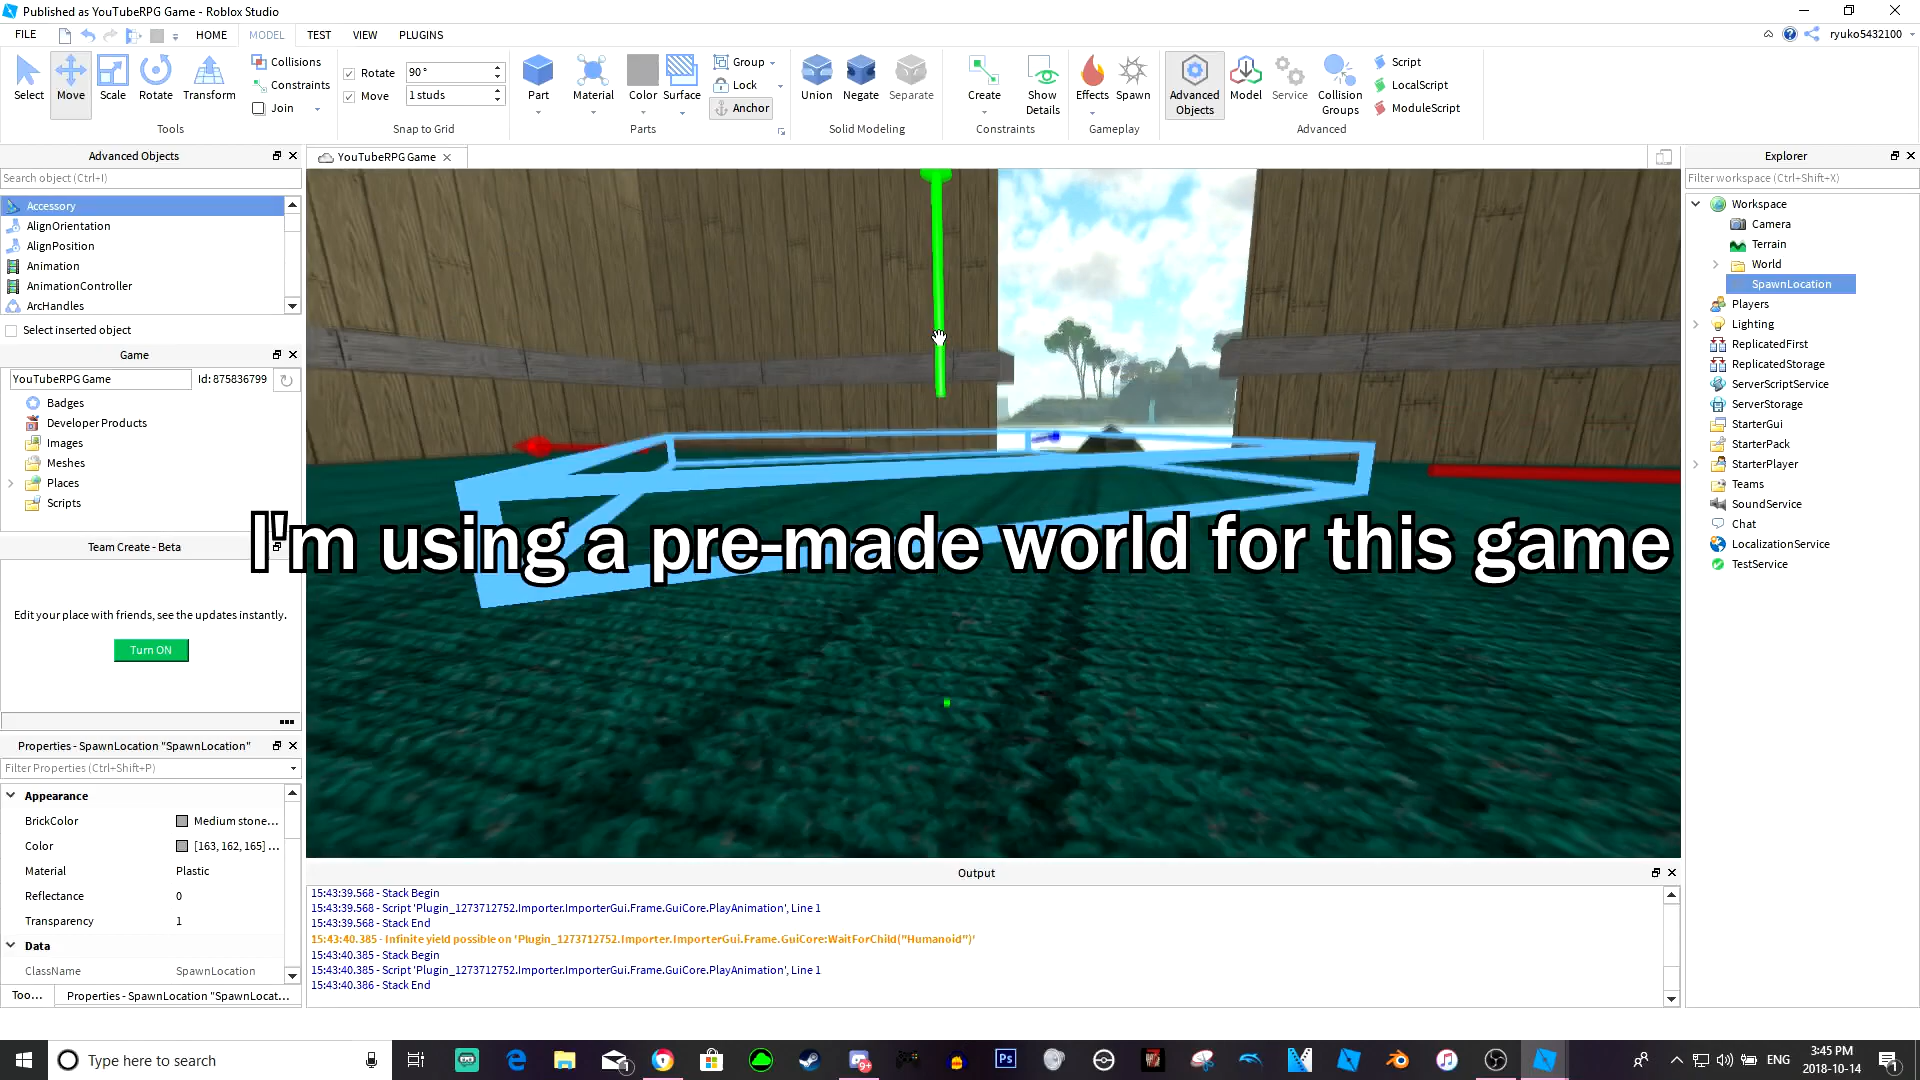 Published as YouTubeRPG Game - Roblox Studio
FILE
HOME
MODEL
TEST
VIEW
PLUGINS
ryuko5432100
Select
Move
Scale
Rotate
Transform
Collisions
Constraints
Join
Tools
Rotate 90°
Move 1 studs
Snap to Grid
Part
Material
Color
Surface
Group
Lock
Anchor
Parts
Union
Negate
Separate
Solid Modeling
Create
Show
Details
Constraints
Effects
Spawn
Gameplay
Advanced
Objects
Model
Service
Collision
Groups
Script
LocalScript
ModuleScript
Advanced
Advanced Objects
Search object (Ctrl+I)
Accessory
AlignOrientation
AlignPosition
Animation
AnimationController
ArcHandles
Select inserted object
Game
YouTubeRPG Game Id: 875836799
Badges
Developer Products
Images
Meshes
Places
Scripts
Team Create - Beta
Edit your place with friends, see the updates instantly.
Turn ON
Properties - SpawnLocation "SpawnLocation"
Filter Properties (Ctrl+Shift+P)
Appearance
BrickColor Medium stone...
Color [163, 162, 165] ...
Material Plastic
Reflectance 0
Transparency 1
Data
ClassName SpawnLocation
Too... Properties - SpawnLocation "SpawnLocat...
YouTubeRPG Game
I'm using a pre-made world for this game
Output
15:43:39.568 - Stack Begin
15:43:39.568 - Script 'Plugin_1273712752.Importer.ImporterGui.Frame.GuiCore.PlayAnimation', Line 1
15:43:39.568 - Stack End
15:43:40.385 - Infinite yield possible on 'Plugin_1273712752.Importer.ImporterGui.Frame.GuiCore:WaitForChild("Humanoid")'
15:43:40.385 - Stack Begin
15:43:40.385 - Script 'Plugin_1273712752.Importer.ImporterGui.Frame.GuiCore.PlayAnimation', Line 1
15:43:40.386 - Stack End
Explorer
Filter workspace (Ctrl+Shift+X)
Workspace
Camera
Terrain
World
SpawnLocation
Players
Lighting
ReplicatedFirst
ReplicatedStorage
ServerScriptService
ServerStorage
StarterGui
StarterPack
StarterPlayer
Teams
SoundService
Chat
LocalizationService
TestService
Type here to search
1
9+
Ps
ENG
3:45 PM
2018-10-14
1